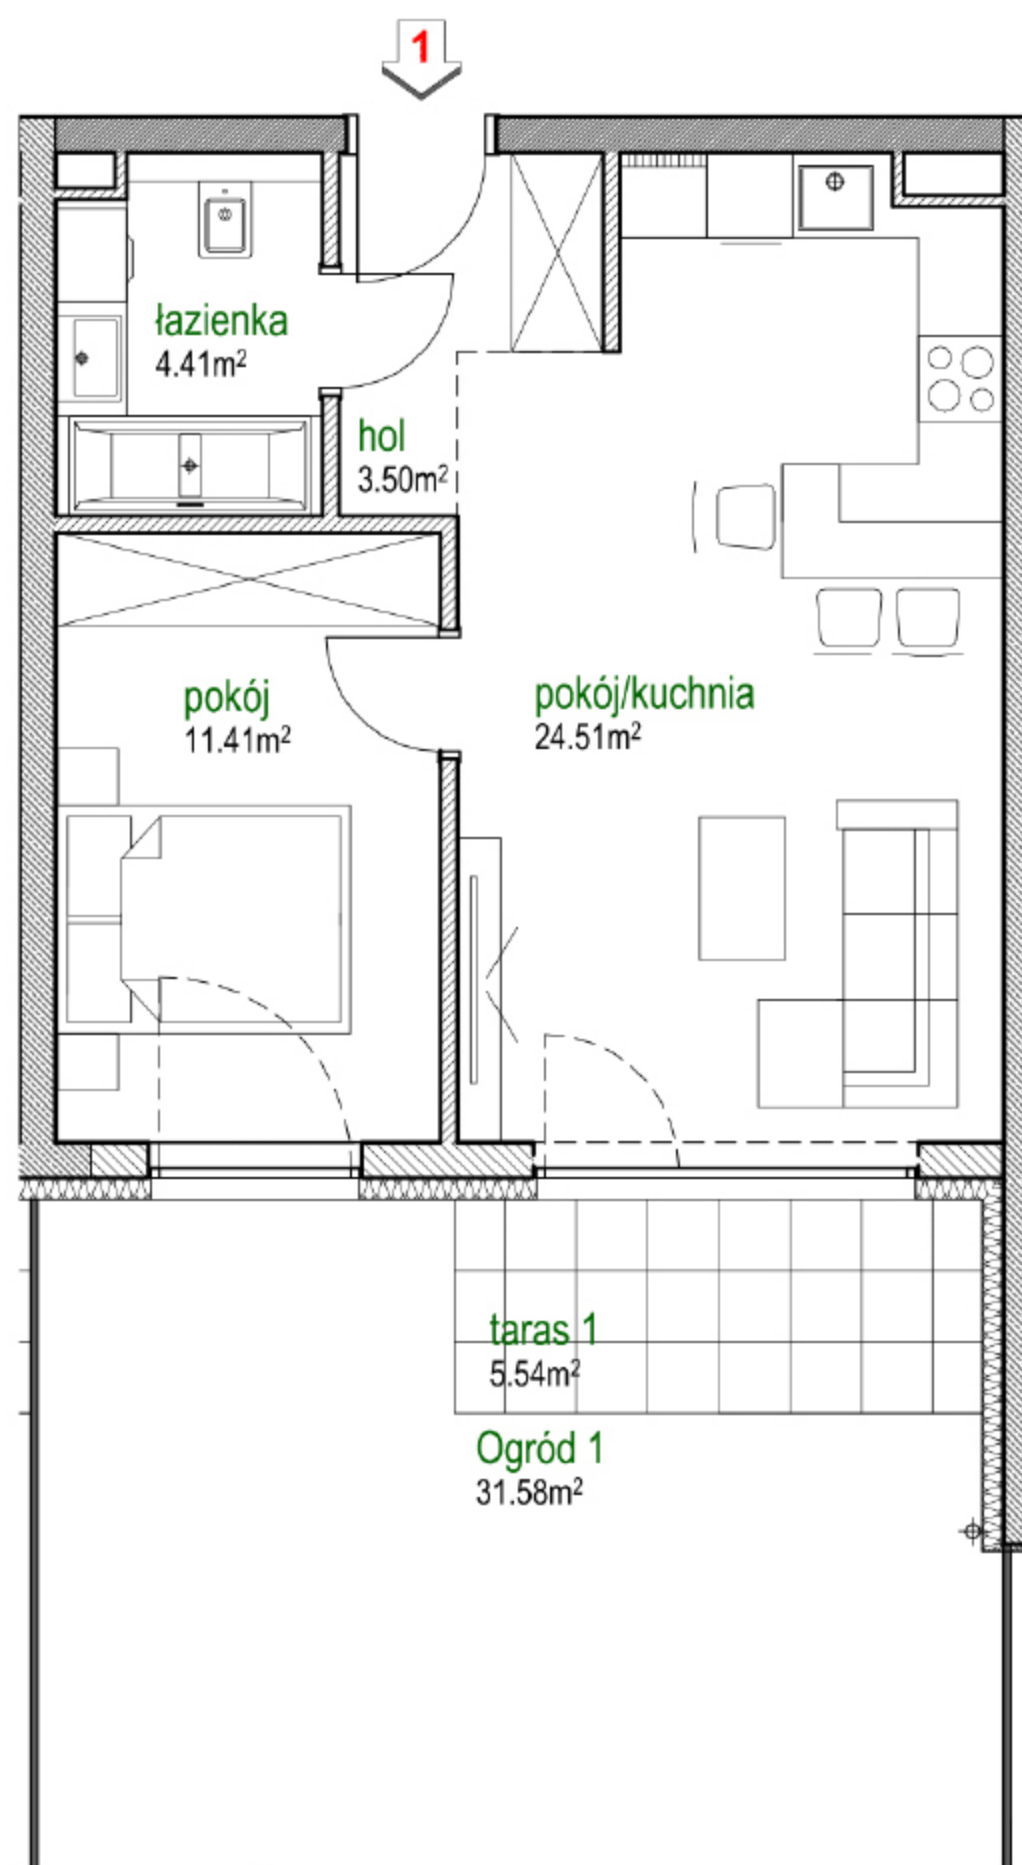 1
łazienka
4.41m²
hol
3.50m²
pokój
11.41m²
pokój/kuchnia
24.51m²
taras 1
5.54m²
Ogród 1
31.58m²